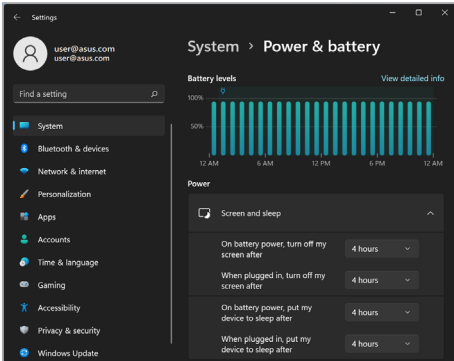 Settings
user@asus.com
user@asus.com
Find a setting
System
Bluetooth & devices
Network & internet
Personalization
Apps
Accounts
Time & language
Gaming
Accessibility
Privacy & security
Windows Update
System > Power & battery
Battery levels
View detailed info
100%
50%
12 AM 6 AM 12 PM 6 PM 12 AM
Power
Screen and sleep
On battery power, turn off my
screen after
4 hours
When plugged in, turn off my
screen after
4 hours
On battery power, put my
device to sleep after
4 hours
When plugged in, put my
device to sleep after
4 hours